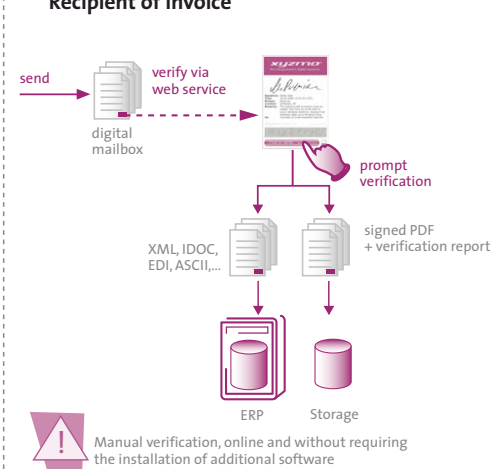 Recipient of Invoice
send
verify via
web service
digital
mailbox
xyzmo
prompt
verification
XML, IDOC,
EDI, ASCII,...
signed PDF
+ verification report
ERP
Storage
!
Manual verification, online and without requiring
the installation of additional software